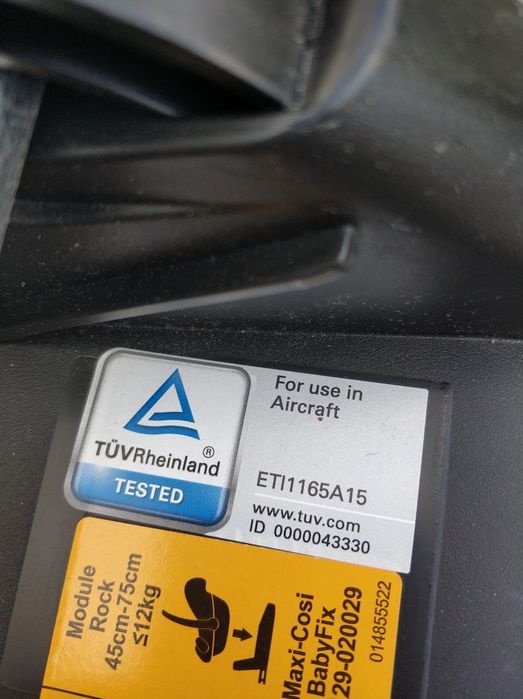 TÜVRheinland®
TESTED
For use in
Aircraft
ETI1165A15
www.tuv.com
ID 0000043330
Module
Rock
45cm-75cm
≤12kg
Maxi-Cosi
BabyFix
29-020029
014855522